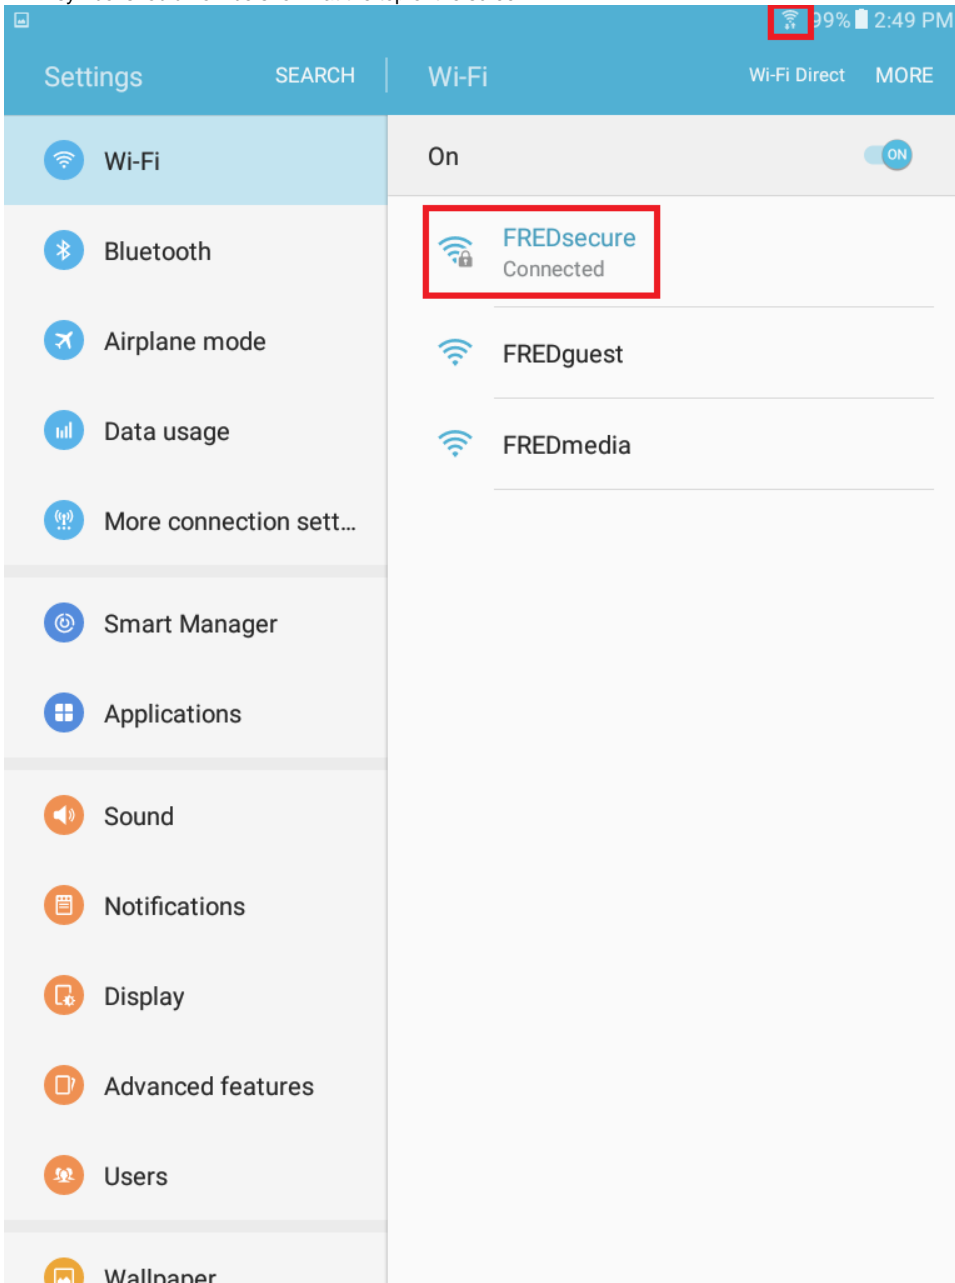 99% 2:49 PM
Settings SEARCH Wi-Fi Wi-Fi Direct MORE
Wi-Fi
On ON
Bluetooth
FREDsecure
Connected
Airplane mode
FREDguest
Data usage
FREDmedia
More connection sett...
Smart Manager
Applications
Sound
Notifications
Display
Advanced features
Users
Wallpaper